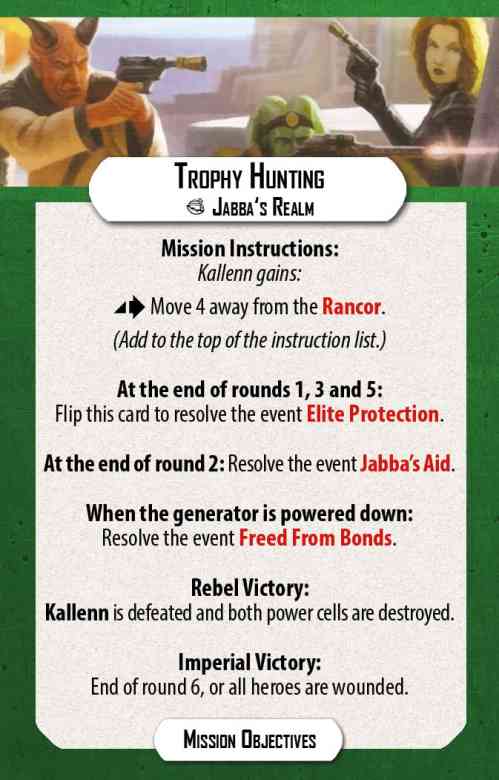 Trophy Hunting
Jabba's Realm
Mission Instructions:
Kallenn gains:
Move 4 away from the Rancor.
(Add to the top of the instruction list.)
At the end of rounds 1, 3 and 5:
Flip this card to resolve the event Elite Protection.
At the end of round 2: Resolve the event Jabba's Aid.
When the generator is powered down:
Resolve the event Freed From Bonds.
Rebel Victory:
Kallenn is defeated and both power cells are destroyed.
Imperial Victory:
End of round 6, or all heroes are wounded.
Mission Objectives